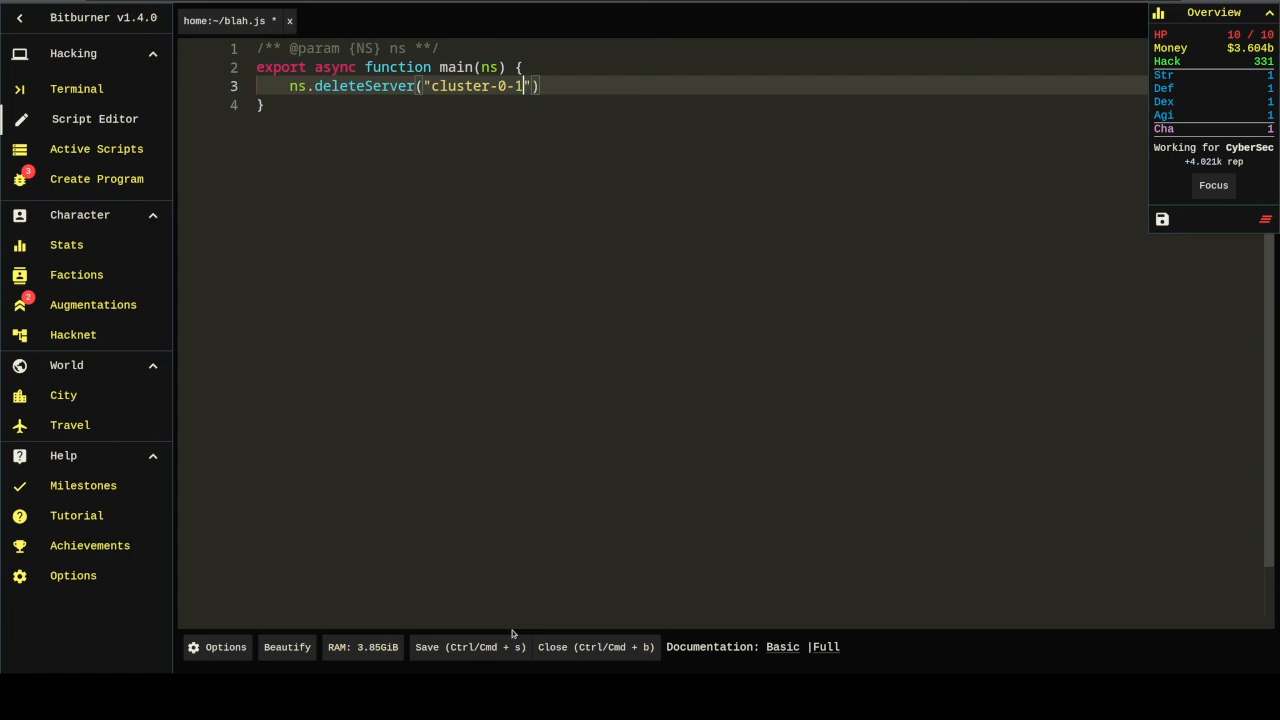 Bitburner v1.4.0
Hacking
Terminal
Script Editor
Active Scripts
3
Create Program
Character
Stats
Factions
2
Augmentations
Hacknet
World
City
Travel
Help
Milestones
Tutorial
Achievements
Options
home:~/blah.js * x
1 /** @param {NS} ns **/
2 export async function main(ns) {
3 ns.deleteServer("cluster-0-1")
4 }
Options
Beautify
RAM: 3.85GiB
Save (Ctrl/Cmd + s)
Close (Ctrl/Cmd + b)
Documentation: Basic |Full
Overview
HP 10 / 10
Money $3.604b
Hack 331
Str 1
Def 1
Dex 1
Agi 1
Cha 1
Working for CyberSec
+4.021k rep
Focus